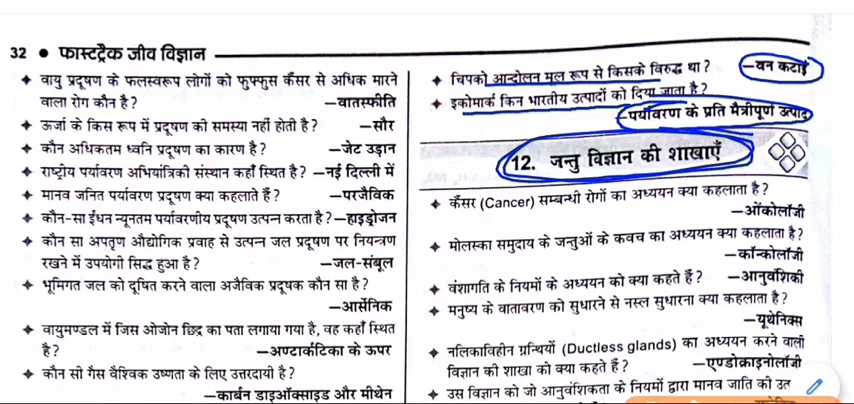 32 ● फास्टट्रैक जीव विज्ञान
वायु प्रदूषण के फलस्वरूप लोगों को फुफ्फुस कैंसर से अधिक मारने
वाला रोग कौन है? —वातस्फीति
ऊर्जा के किस रूप में प्रदूषण को समस्या नहीं होती है? —सौर
कौन अधिकतम ध्वनि प्रदूषण का कारण है? —जेट उड़ान
राष्ट्रीय पर्यावरण अभियांत्रिकी संस्थान कहाँ स्थित है? —नई दिल्ली में
मानव जनित पर्यावरण प्रदूषण क्या कहलाते हैं? —परजैविक
कौन-सा ईंधन न्यूनतम पर्यावरणीय प्रदूषण उत्पन्न करता है?—हाइड्रोजन
कौन सा अपतृण औद्योगिक प्रवाह से उत्पन्न जल प्रदूषण पर नियन्त्रण
रखने में उपयोगी सिद्ध हुआ है? —जल-संबूल
भूमिगत जल को दूषित करने वाला अजैविक प्रदूषक कौन सा है?
—आर्सेनिक
वायुमण्डल में जिस ओजोन छिद्र का पता लगाया गया है, वह कहाँ स्थित
है? —अण्टार्कटिका के ऊपर
कौन सी गैस वैश्विक उष्णता के लिए उत्तरदायी है?
—कार्बन डाइऑक्साइड और मीथेन
चिपको आन्दोलन मूल रूप से किसके विरुद्ध था? —वन कटाई
इकोमार्क किन भारतीय उत्पादों को दिया जाता है?
—पर्यावरण के प्रति मैत्रीपूर्ण उत्पाद
12. जन्तु विज्ञान की शाखाएँ
कैंसर (Cancer) सम्बन्धी रोगों का अध्ययन क्या कहलाता है?
—ओंकोलॉजी
मोलस्का समुदाय के जन्तुओं के कवच का अध्ययन क्या कहलाता है?
—कॉन्कोलॉजी
वंशागति के नियमों के अध्ययन को क्या कहते हैं? —आनुवंशिकी
मनुष्य के वातावरण को सुधारने से नस्ल सुधारना क्या कहलाता है?
—यूथेनिक्स
नलिकाविहीन ग्रन्थियों (Ductless glands) का अध्ययन करने वाली
विज्ञान की शाखा को क्या कहते हैं? —एण्डोक्राइनोलॉजी
उस विज्ञान को जो आनुवंशिकता के नियमों द्वारा मानव जाति की